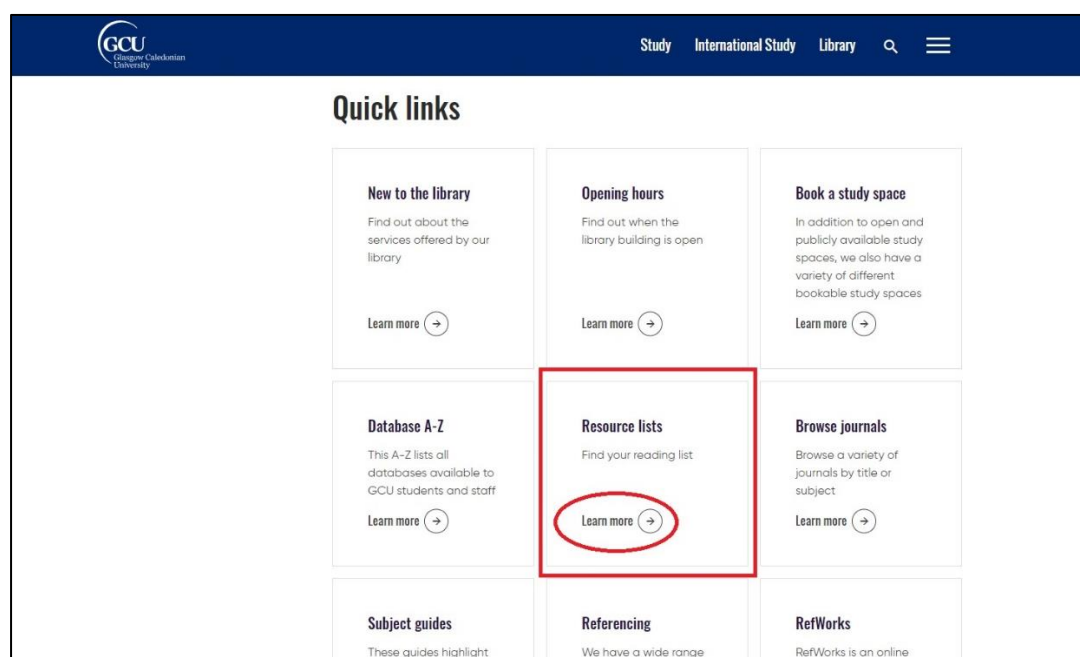 GCU
Glasgow Caledonian
University
Study International Study Library
Quick links
New to the library
Find out about the
services offered by our
library
Learn more
Opening hours
Find out when the
library building is open
Learn more
Book a study space
In addition to open and
publicly available study
spaces, we also have a
variety of different
bookable study spaces
Learn more
Database A-Z
This A-Z lists all
databases available to
GCU students and staff
Learn more
Resource lists
Find your reading list
Learn more
Browse journals
Browse a variety of
journals by title or
subject
Learn more
Subject guides
These guides highlight
Referencing
We have a wide range
RefWorks
RefWorks is an online